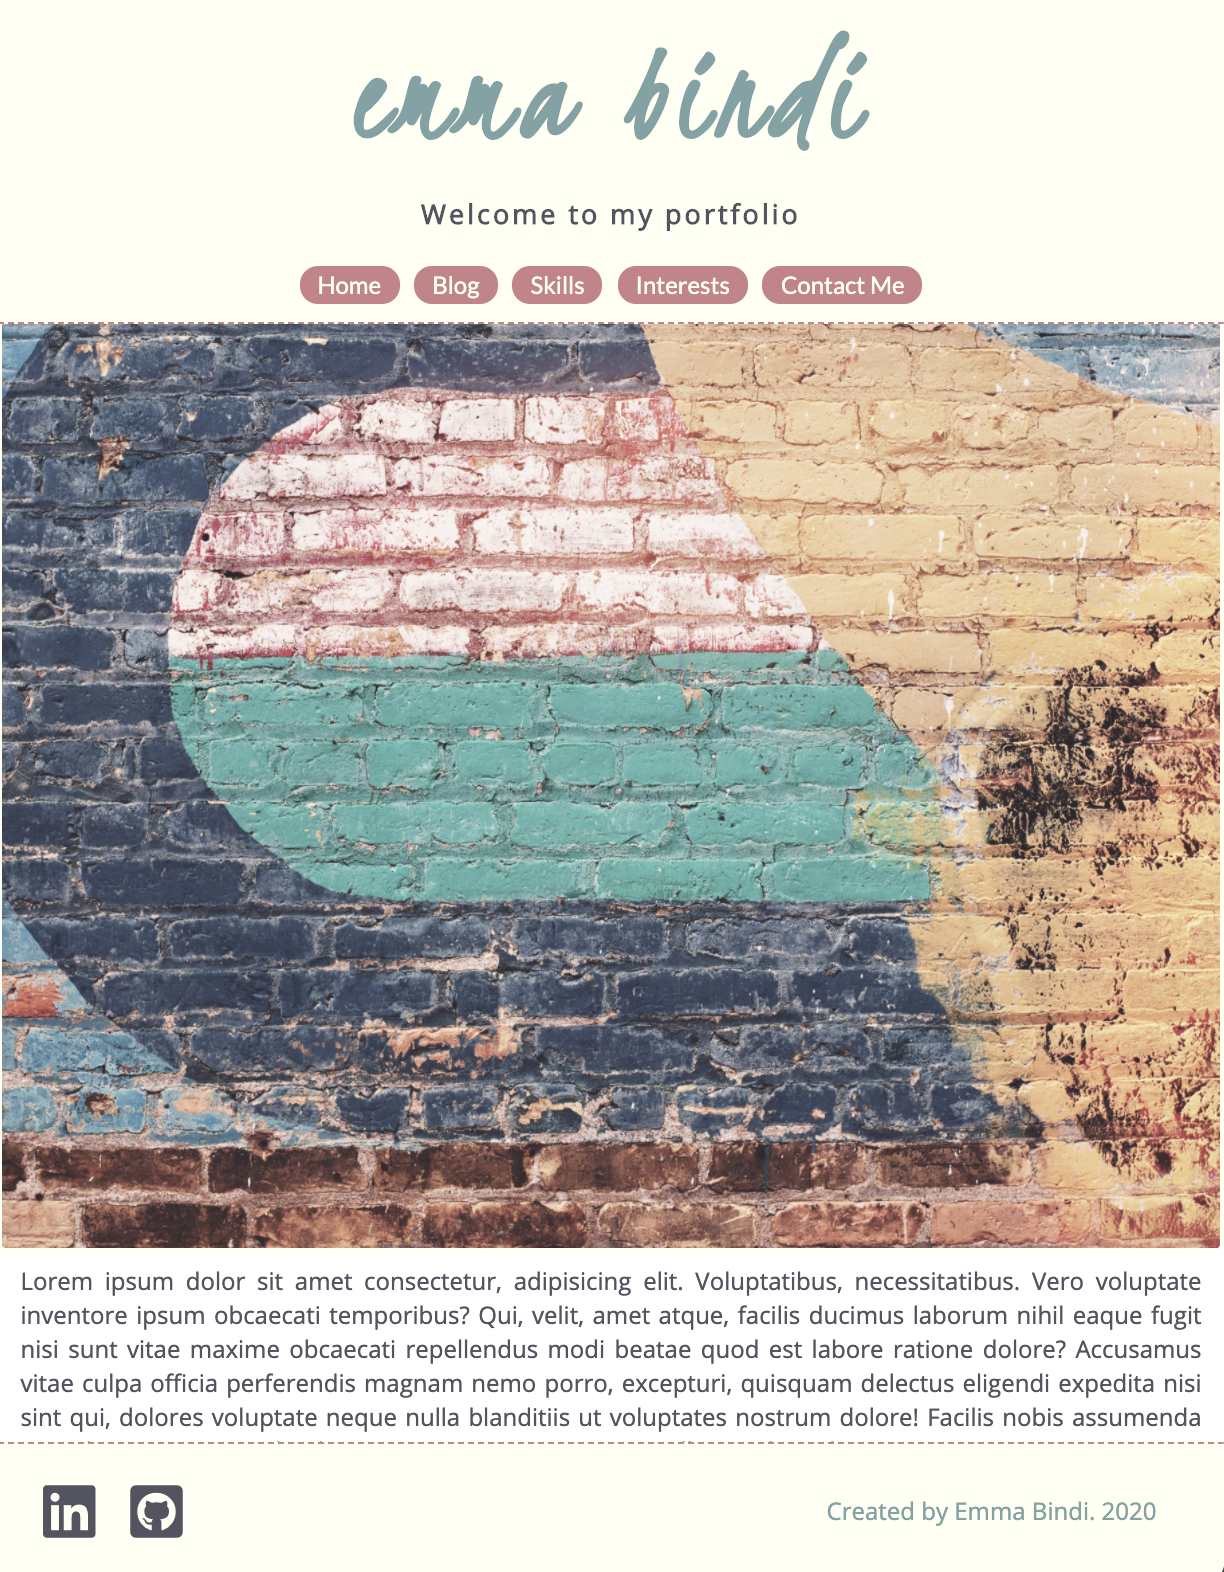 emma bindi
Welcome to my portfolio
Home Blog Skills Interests Contact Me
Lorem ipsum dolor sit amet consectetur, adipisicing elit. Voluptatibus, necessitatibus. Vero voluptate
inventore ipsum obcaecati temporibus? Qui, velit, amet atque, facilis ducimus laborum nihil eaque fugit
nisi sunt vitae maxime obcaecati repellendus modi beatae quod est labore ratione dolore? Accusamus
vitae culpa officia perferendis magnam nemo porro, excepturi, quisquam delectus eligendi expedita nisi
sint qui, dolores voluptate neque nulla blanditiis ut voluptates nostrum dolore! Facilis nobis assumenda
in
Created by Emma Bindi. 2020